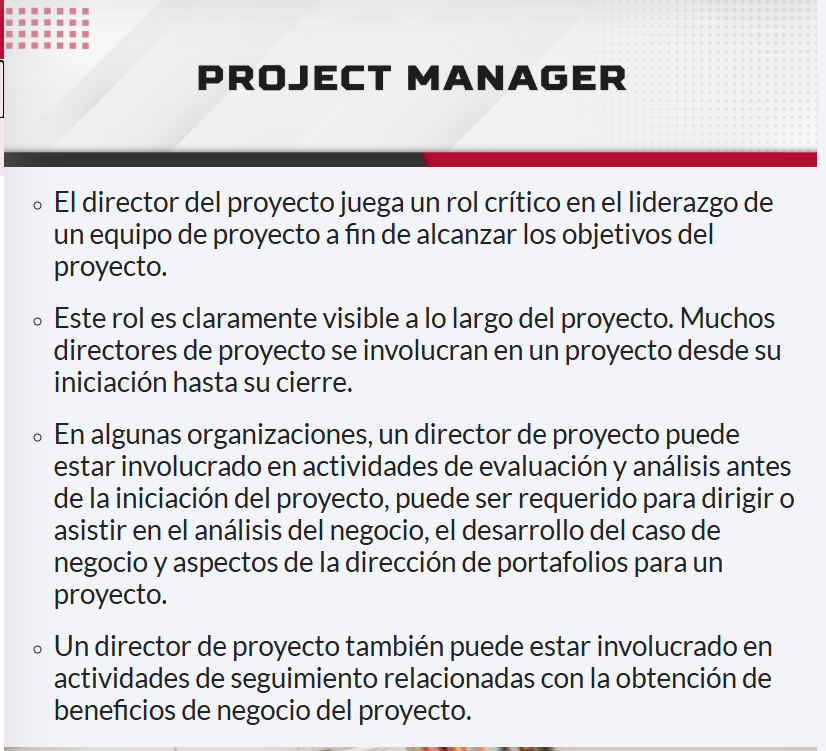 PROJECT MANAGER
El director del proyecto juega un rol crítico en el liderazgo de
un equipo de proyecto a fin de alcanzar los objetivos del
proyecto.
Este rol es claramente visible a lo largo del proyecto. Muchos
directores de proyecto se involucran en un proyecto desde su
iniciación hasta su cierre.
En algunas organizaciones, un director de proyecto puede
estar involucrado en actividades de evaluación y análisis antes
de la iniciación del proyecto, puede ser requerido para dirigir o
asistir en el análisis del negocio, el desarrollo del caso de
negocio y aspectos de la dirección de portafolios para un
proyecto.
Un director de proyecto también puede estar involucrado en
actividades de seguimiento relacionadas con la obtención de
beneficios de negocio del proyecto.